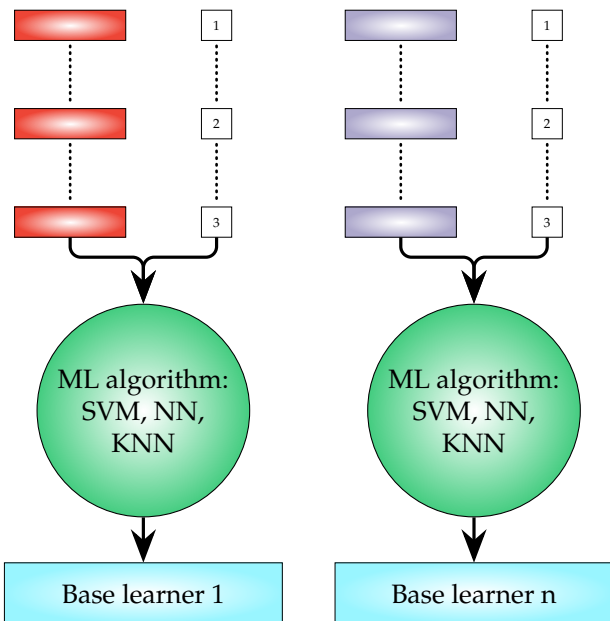 1
1
2
2
3
3
ML algorithm:
SVM, NN,
KNN
ML algorithm:
SVM, NN,
KNN
Base learner 1
Base learner n